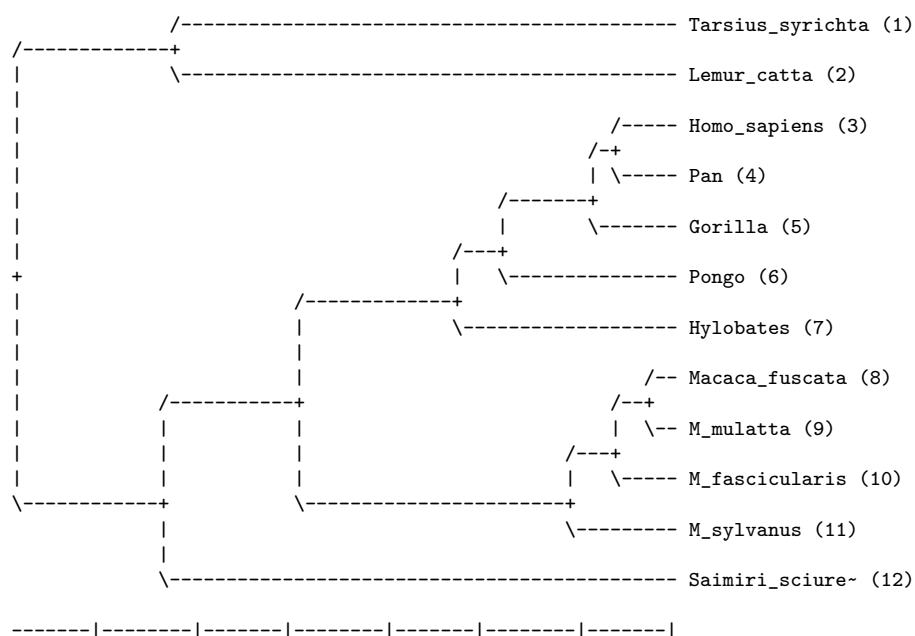 Tarsius_syrichta (1)
Lemur_catta (2)
Homo_sapiens (3)
Pan (4)
Gorilla (5)
Pongo (6)
Hylobates (7)
Macaca_fuscata (8)
M_mulatta (9)
M_fascicularis (10)
M_sylvanus (11)
Saimiri_sciure~ (12)